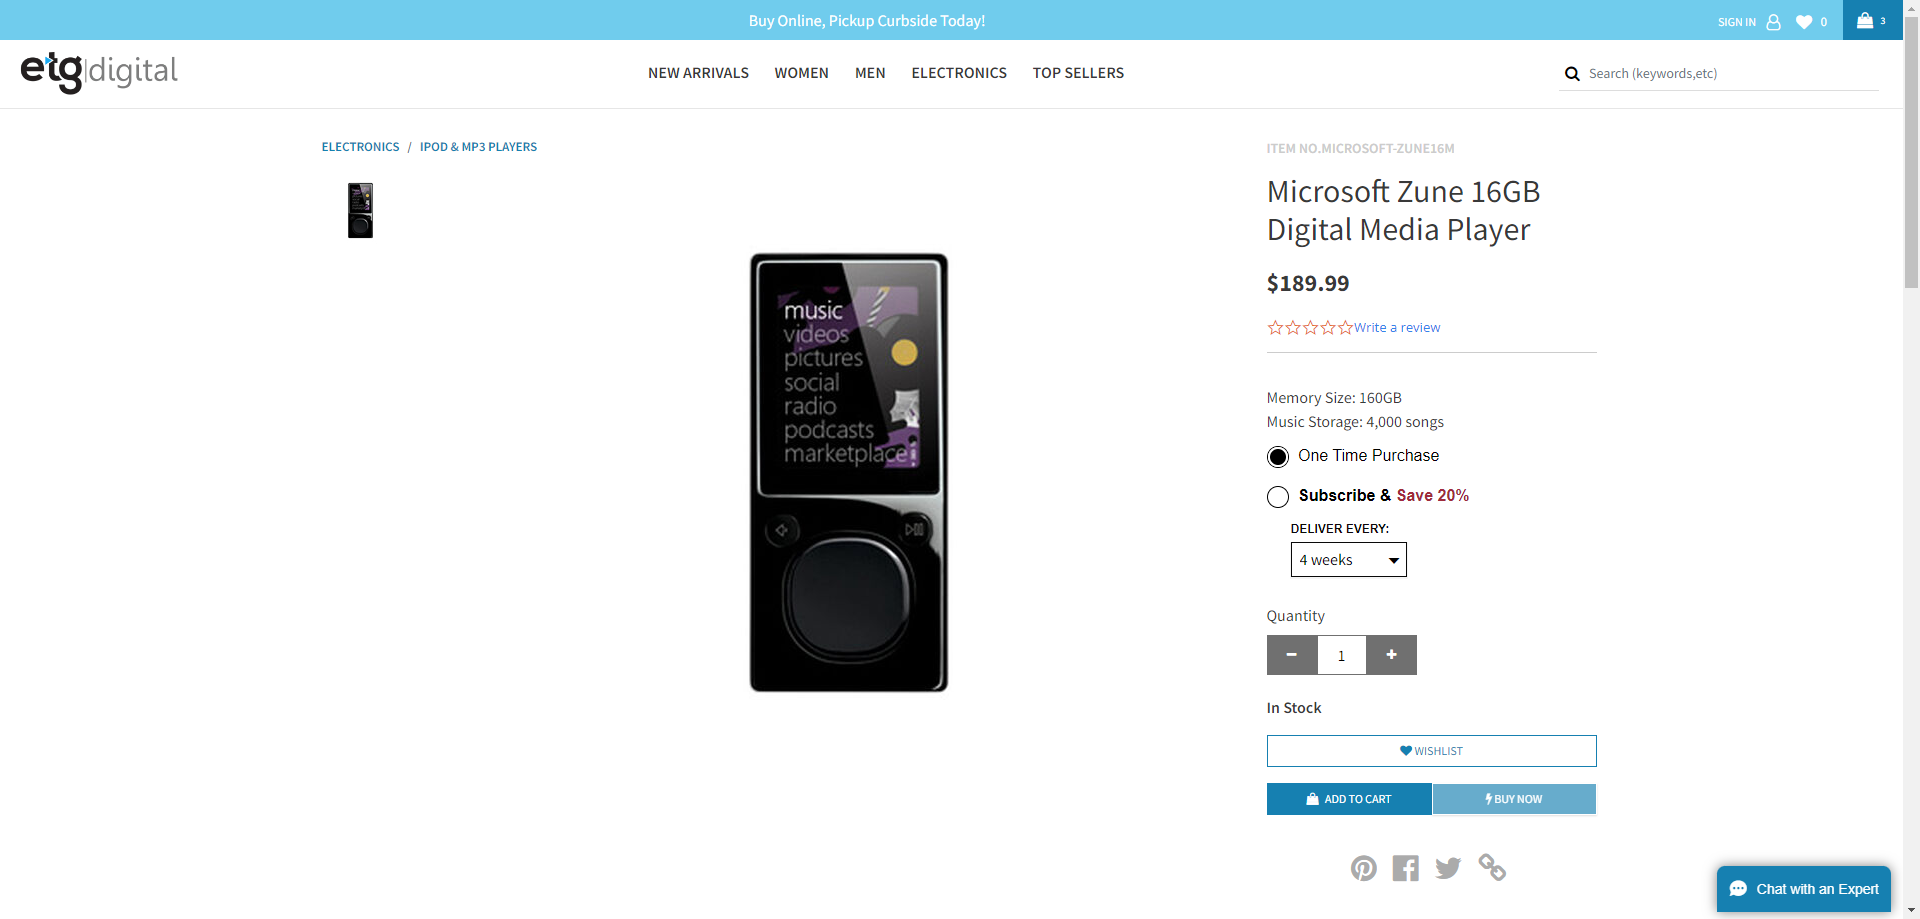 Buy Online, Pickup Curbside Today!
SIGN IN 0 3
etg|digital
NEW ARRIVALS WOMEN MEN ELECTRONICS TOP SELLERS
Search (keywords,etc)
ELECTRONICS / IPOD & MP3 PLAYERS
music
videos
pictures
social
radio
podcasts
marketplace
ITEM NO.MICROSOFT-ZUNE16M
Microsoft Zune 16GB
Digital Media Player
$189.99
Write a review
Memory Size: 160GB
Music Storage: 4,000 songs
One Time Purchase
Subscribe & Save 20%
DELIVER EVERY:
4 weeks
Quantity
− 1 +
In Stock
WISHLIST
ADD TO CART BUY NOW
Chat with an Expert